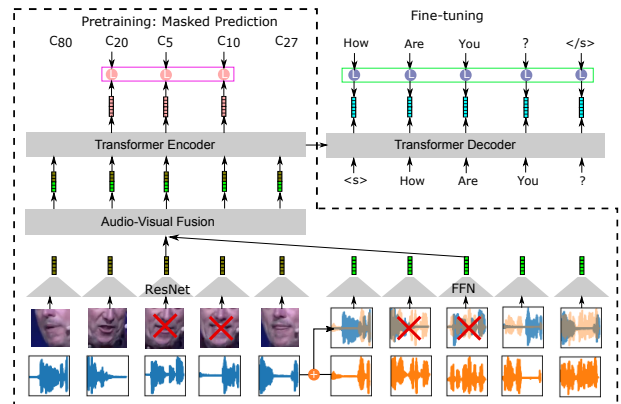 Pretraining: Masked Prediction
Fine-tuning
C80 C20 C5 C10 C27
How Are You ? </s>
L L L L L L L L
Transformer Encoder
Transformer Decoder
<s> How Are You ?
Audio-Visual Fusion
ResNet
FFN